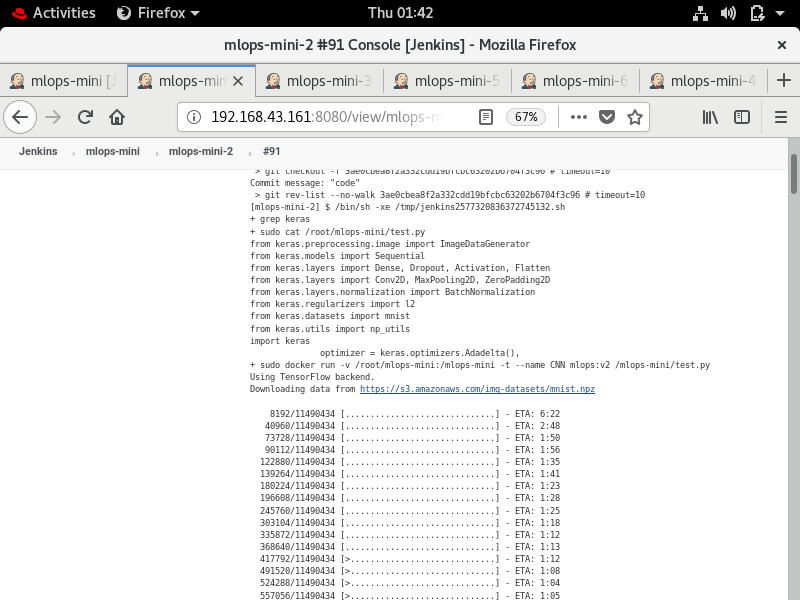 Activities Firefox Thu 01:42
mlops-mini-2 #91 Console [Jenkins] - Mozilla Firefox ×
mlops-mini [J mlops-min × mlops-mini-3 mlops-mini-5 mlops-mini-6 mlops-mini-4 +
192.168.43.161:8080/view/mlops-m 67%
Jenkins mlops-mini mlops-mini-2 #91
> git checkout -f 3ae0cbea8f2a332cdd19bfcbc63202b6704f3c96 # timeout=10
Commit message: "code"
> git rev-list --no-walk 3ae0cbea8f2a332cdd19bfcbc63202b6704f3c96 # timeout=10
[mlops-mini-2] $ /bin/sh -xe /tmp/jenkins2577320836372745132.sh
+ grep keras
+ sudo cat /root/mlops-mini/test.py
from keras.preprocessing.image import ImageDataGenerator
from keras.models import Sequential
from keras.layers import Dense, Dropout, Activation, Flatten
from keras.layers import Conv2D, MaxPooling2D, ZeroPadding2D
from keras.layers.normalization import BatchNormalization
from keras.regularizers import l2
from keras.datasets import mnist
from keras.utils import np_utils
import keras
optimizer = keras.optimizers.Adadelta(),
+ sudo docker run -v /root/mlops-mini:/mlops-mini -t --name CNN mlops:v2 /mlops-mini/test.py
Using TensorFlow backend.
Downloading data from https://s3.amazonaws.com/img-datasets/mnist.npz
8192/11490434 [..............................] - ETA: 6:22
40960/11490434 [..............................] - ETA: 2:48
73728/11490434 [..............................] - ETA: 1:50
90112/11490434 [..............................] - ETA: 1:56
122880/11490434 [..............................] - ETA: 1:35
139264/11490434 [..............................] - ETA: 1:41
180224/11490434 [..............................] - ETA: 1:23
196608/11490434 [..............................] - ETA: 1:28
245760/11490434 [..............................] - ETA: 1:25
303104/11490434 [..............................] - ETA: 1:18
335872/11490434 [..............................] - ETA: 1:12
368640/11490434 [..............................] - ETA: 1:13
417792/11490434 [>.............................] - ETA: 1:12
491520/11490434 [>.............................] - ETA: 1:08
524288/11490434 [>.............................] - ETA: 1:04
557056/11490434 [>.............................] - ETA: 1:05